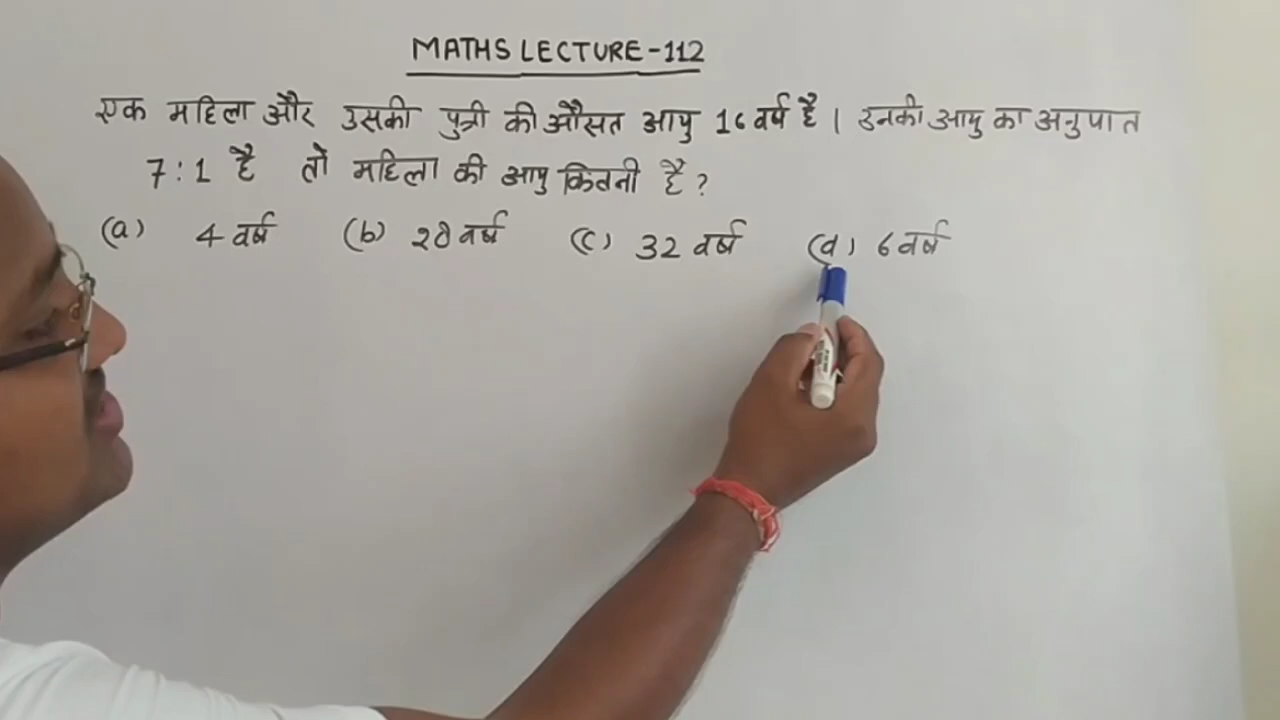 MATHS LECTURE-112
एक महिला और उसकी पुत्री की औसत आयु 16 वर्ष है। उनकी आयु का अनुपात
7:1 है तो महिला की आयु कितनी है?
(a) 4 वर्ष (b) 28 वर्ष (c) 32 वर्ष (d) 6 वर्ष